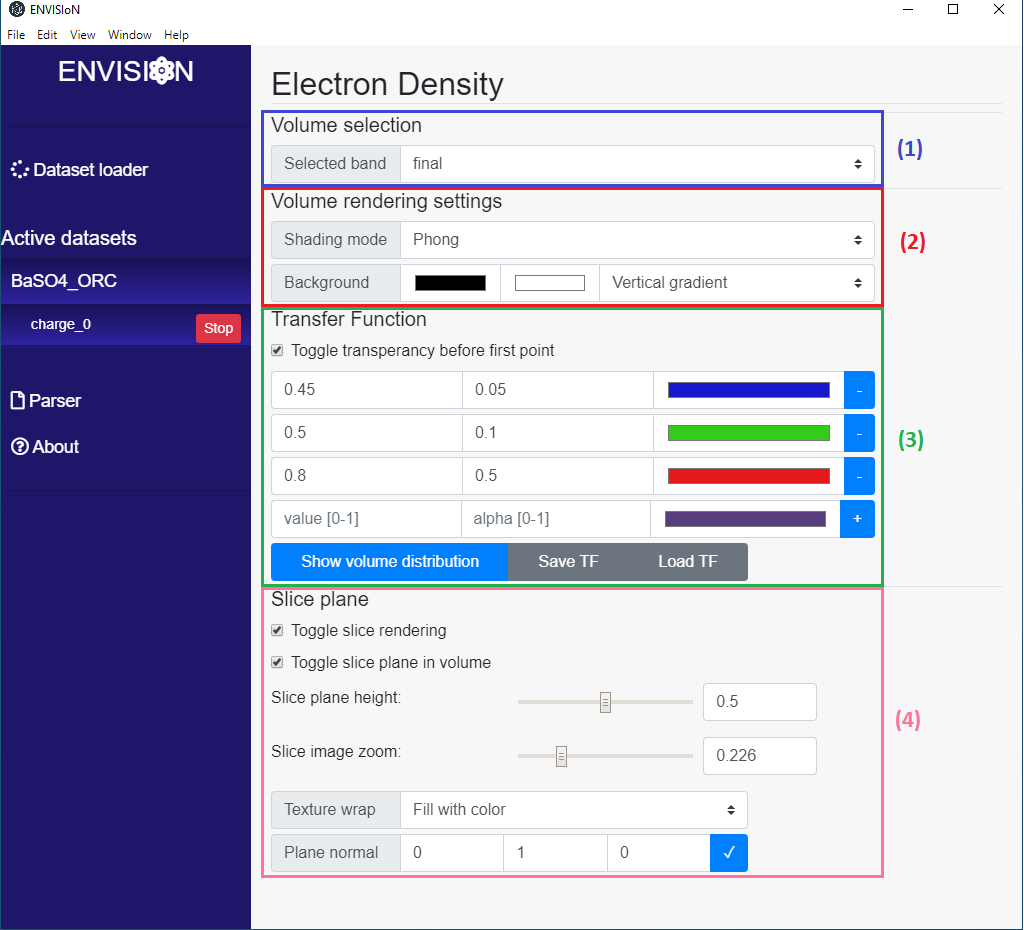 ENVISIoN
File Edit View Window Help
ENVISION
Dataset loader
Active datasets
BaSO4_ORC
charge_0 Stop
Parser
About
Electron Density
Volume selection
Selected band final
(1)
Volume rendering settings
Shading mode Phong
(2)
Background Vertical gradient
Transfer Function
Toggle transperancy before first point
0.45 0.05 -
0.5 0.1 -
(3)
0.8 0.5 -
value [0-1] alpha [0-1] +
Show volume distribution Save TF Load TF
Slice plane
Toggle slice rendering
Toggle slice plane in volume
Slice plane height: 0.5
(4)
Slice image zoom: 0.226
Texture wrap Fill with color
Plane normal 0 1 0 ✓